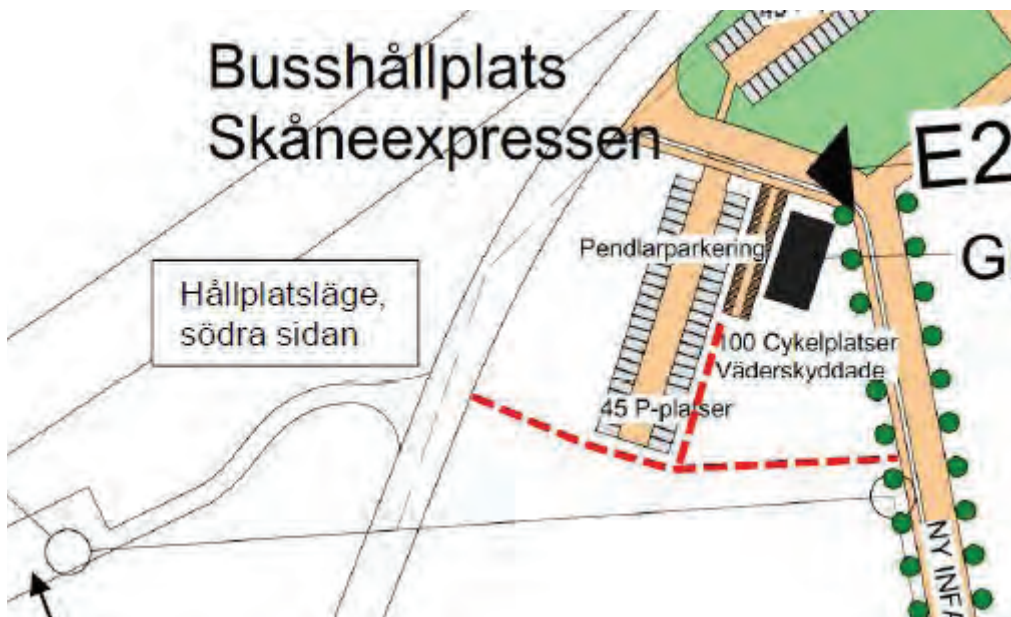 Busshållplats
Skåneexpressen
E2
Hållplatsläge,
södra sidan
Pendlarparkering
G
100 Cykelplatser
Väderskyddade
45 P-platser
NY INFA